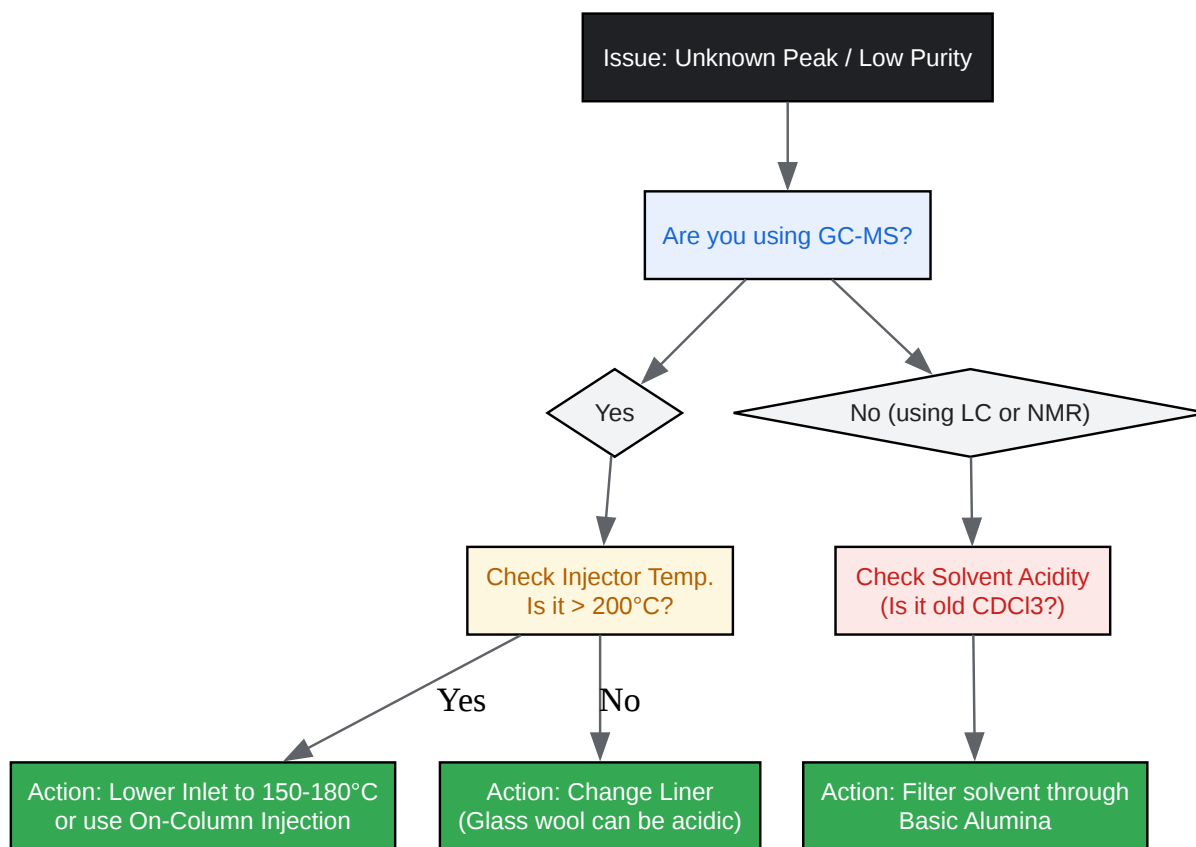 Issue: Unknown Peak / Low Purity
Are you using GC-MS?
Yes
No (using LC or NMR)
Check Injector Temp.
Is it > 200°C?
Check Solvent Acidity
(Is it old CDCl3?)
Yes
No
Action: Lower Inlet to 150-180°C
or use On-Column Injection
Action: Change Liner
(Glass wool can be acidic)
Action: Filter solvent through
Basic Alumina